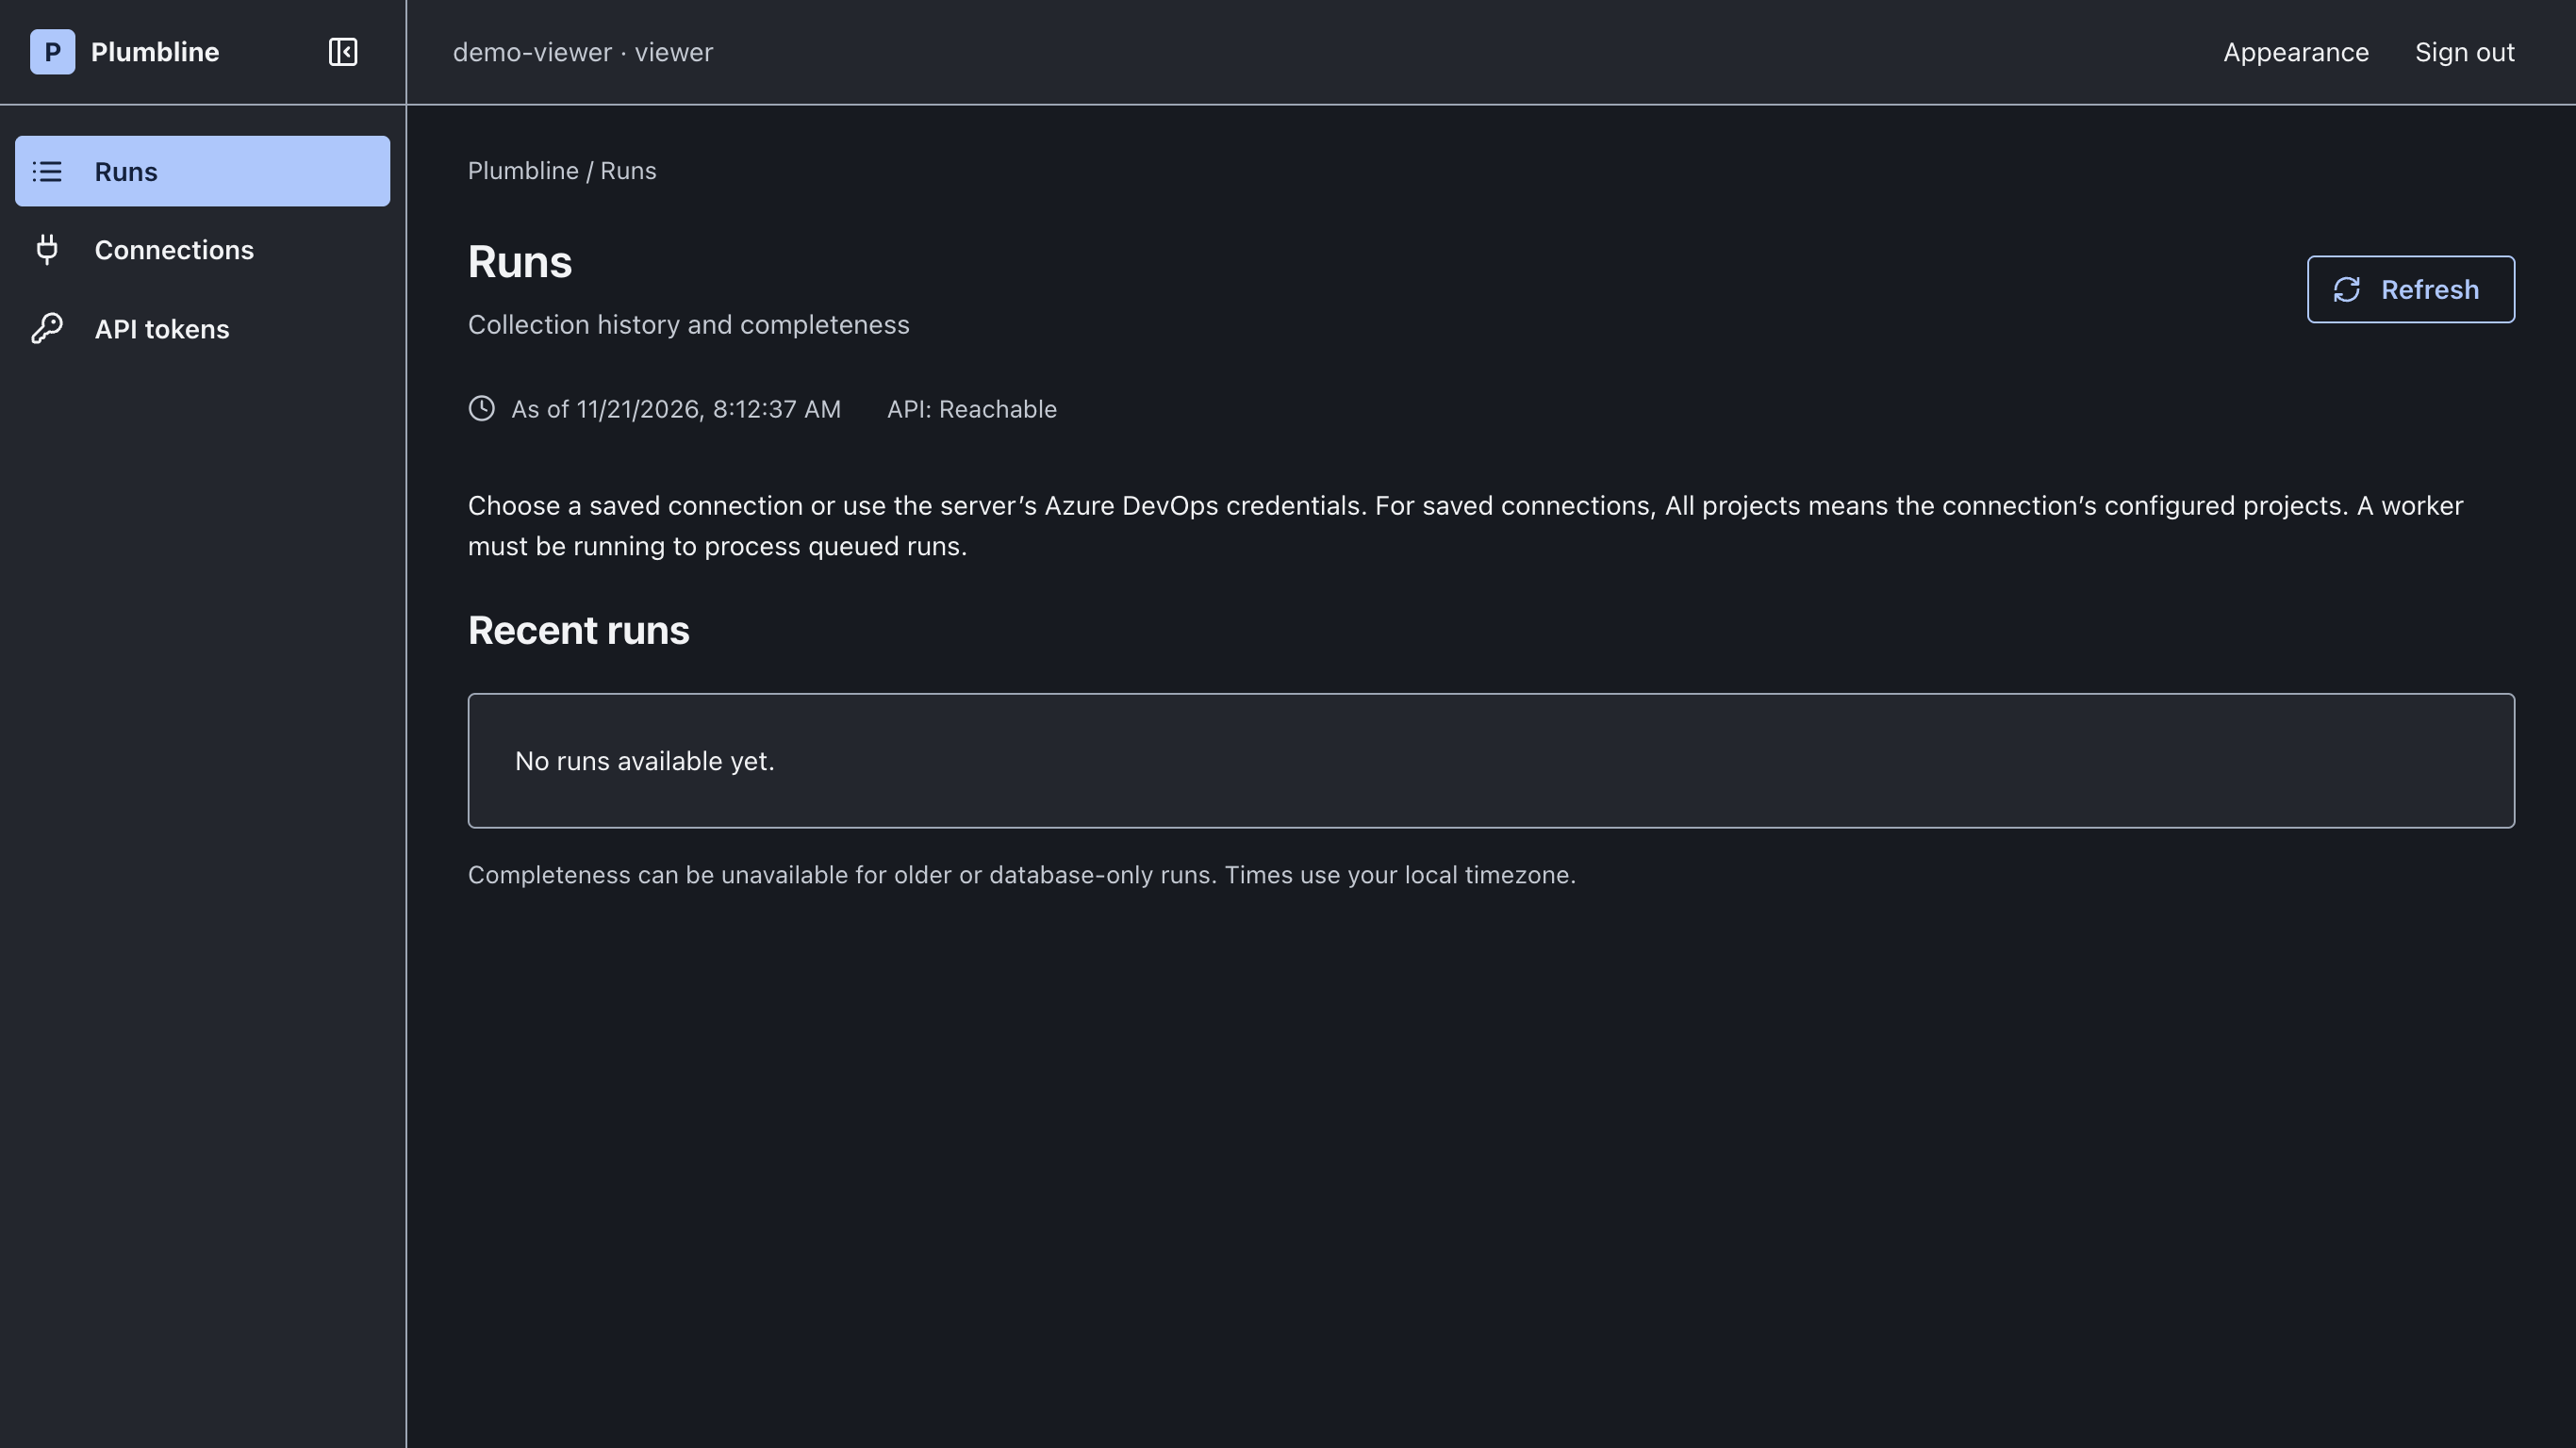 P Plumbline
demo-viewer · viewer
Appearance
Sign out
Runs
Connections
API tokens
Plumbline / Runs
Runs
Collection history and completeness
Refresh
As of 11/21/2026, 8:12:37 AM
API: Reachable
Choose a saved connection or use the server’s Azure DevOps credentials. For saved connections, All projects means the connection’s configured projects. A worker
must be running to process queued runs.
Recent runs
No runs available yet.
Completeness can be unavailable for older or database-only runs. Times use your local timezone.